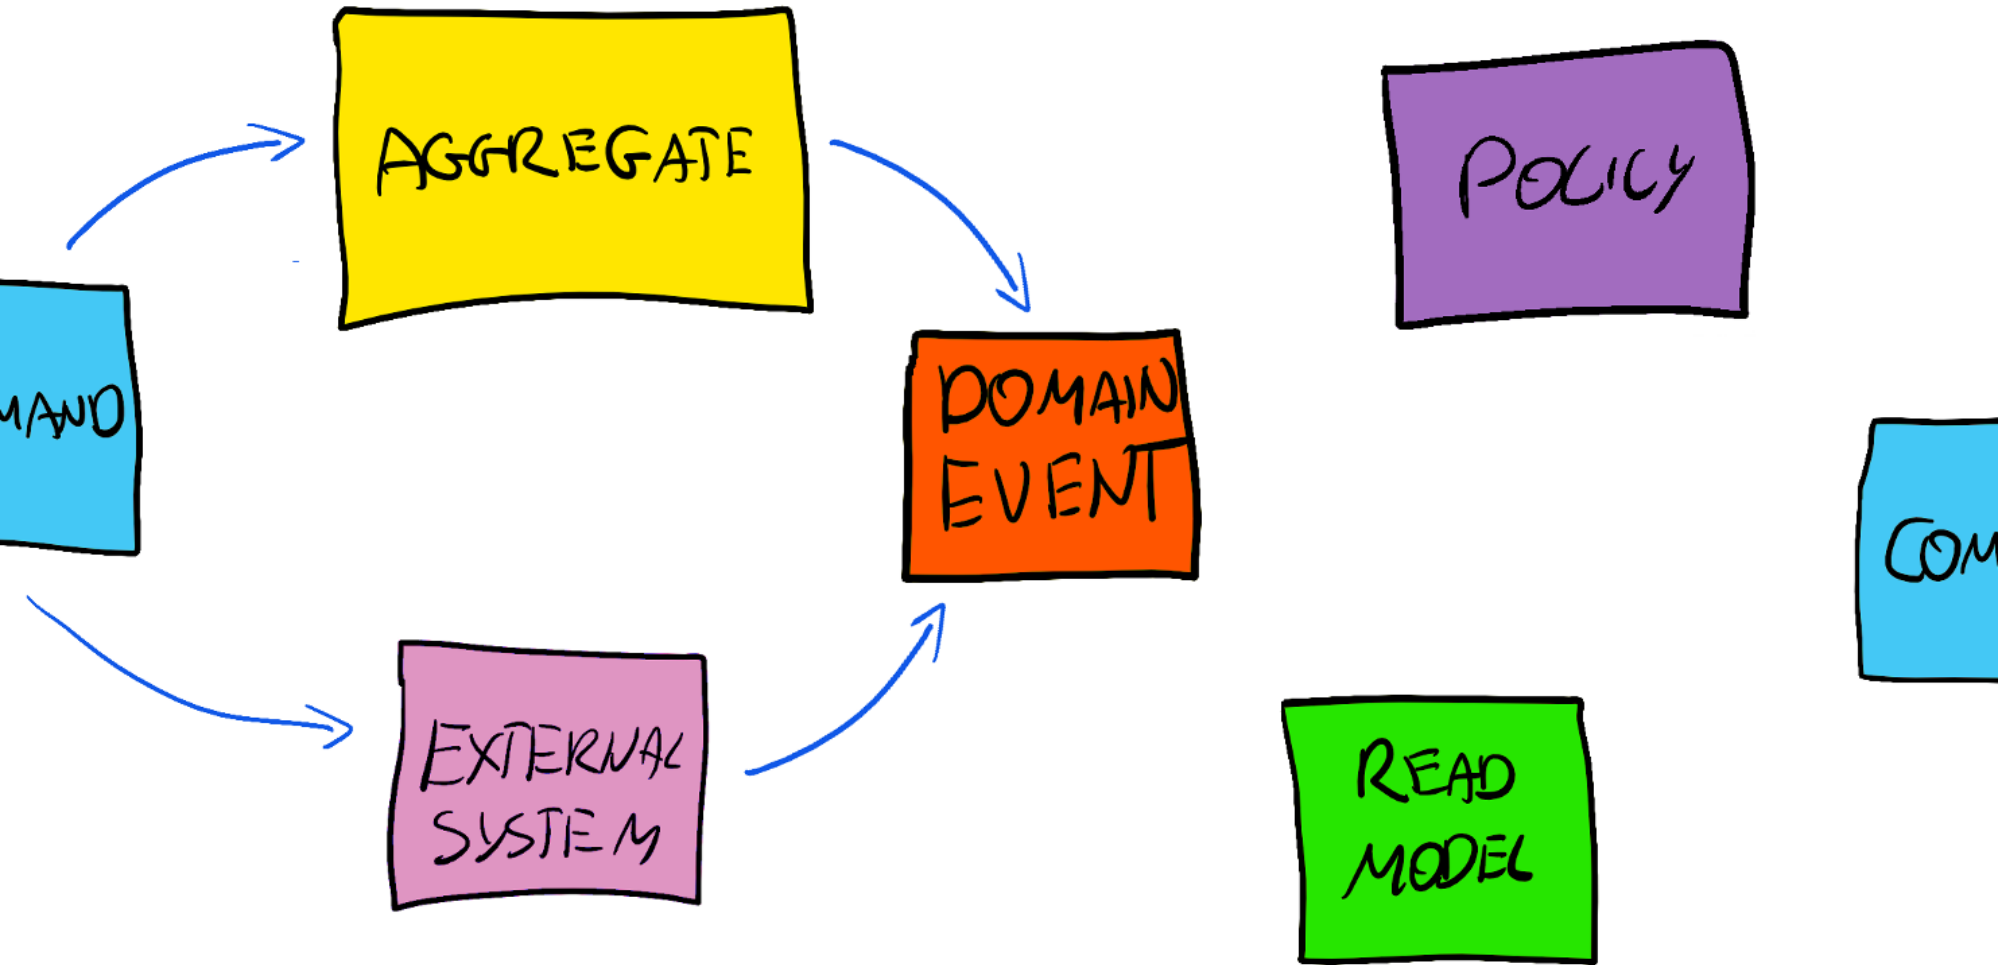 AGGREGATE
POLICY
MAND
DOMAIN
EVENT
COM
EXTERNAL
SYSTEM
READ
MODEL